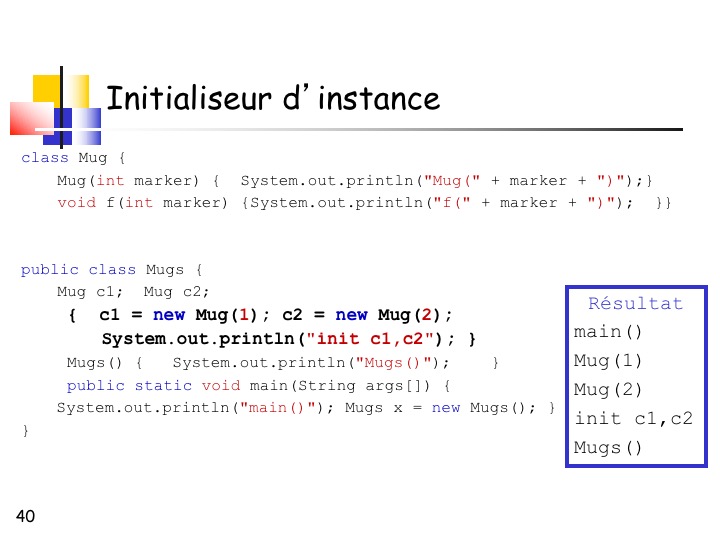 Initialiseur d’instance
class Mug {
Mug(int marker) { System.out.println("Mug(" + marker + ")");}
void f(int marker) {System.out.println("f(" + marker + ")"); }}
public class Mugs {
Mug c1; Mug c2;
{ c1 = new Mug(1); c2 = new Mug(2);
System.out.println("init c1,c2"); }
Mugs() { System.out.println("Mugs()"); }
public static void main(String args[]) {
System.out.println("main()"); Mugs x = new Mugs(); }
}
Résultat
main()
Mug(1)
Mug(2)
init c1,c2
Mugs()
40